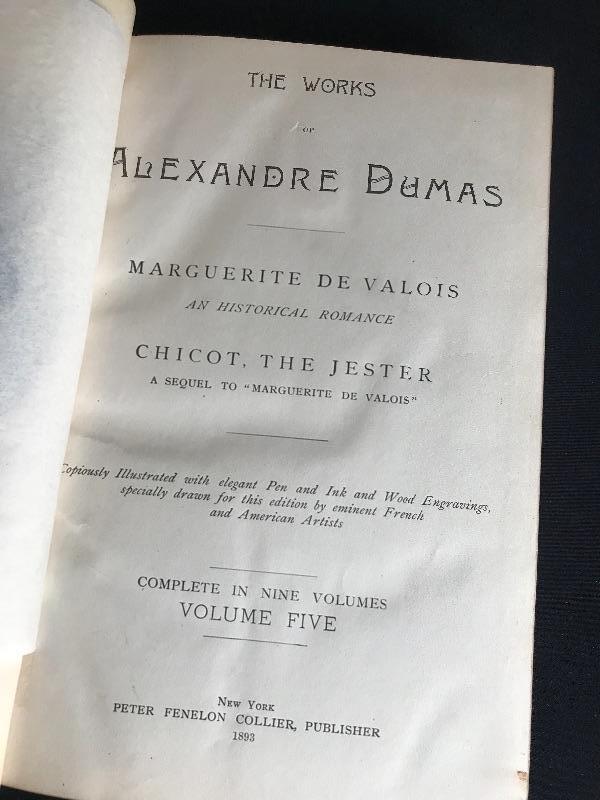 THE WORKS
OF
ALEXANDRE DUMAS
MARGUERITE DE VALOIS
AN HISTORICAL ROMANCE
CHICOT, THE JESTER
A SEQUEL TO "MARGUERITE DE VALOIS"
Copiously Illustrated with elegant Pen and Ink and Wood Engravings,
specially drawn for this edition by eminent French
and American Artists
COMPLETE IN NINE VOLUMES
VOLUME FIVE
NEW YORK
PETER FENELON COLLIER, PUBLISHER
1893